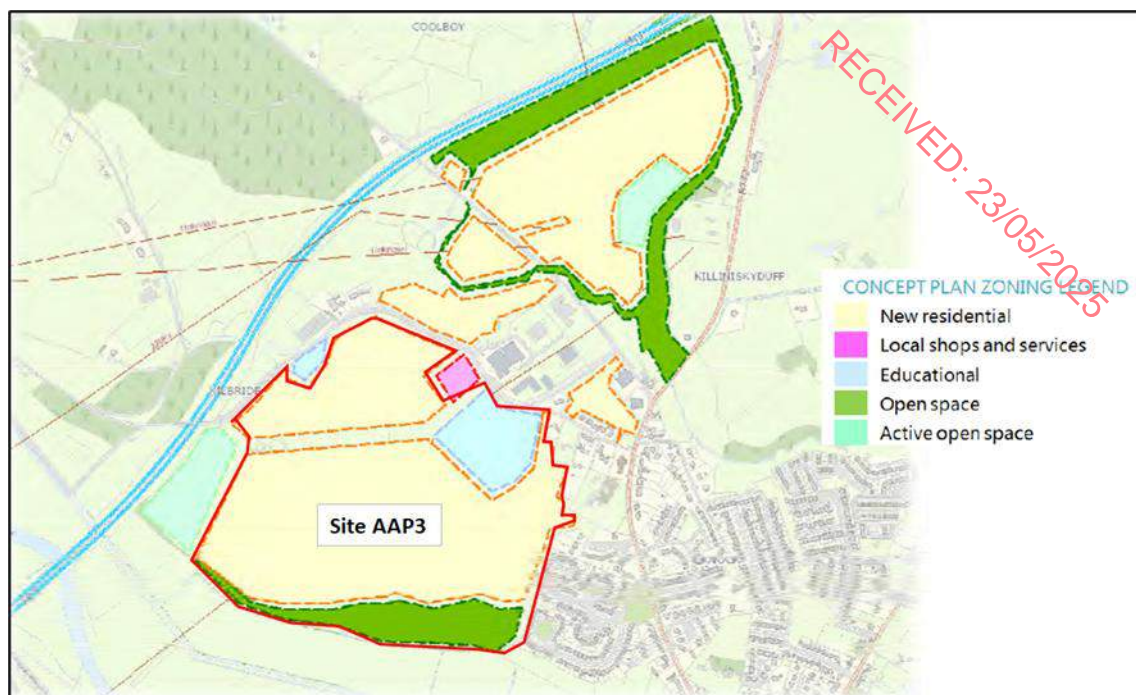 COOLBOY
RECEIVED: 23/05/2025
KILLINISKYDUFF
CONCEPT PLAN ZONING LEGEND
New residential
Local shops and services
Educational
Open space
Active open space
KILBRIDE
Site AAP3